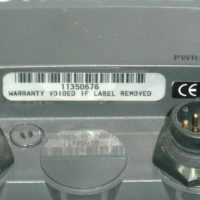 PWR
11350676
WARRANTY VOIDED IF LABEL REMOVED
CE